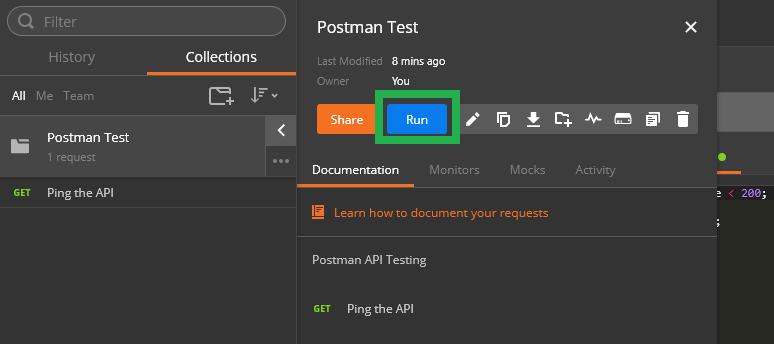 Filter
History
Collections
All
Me
Team
Postman Test
1 request
GET
Ping the API
Postman Test
Last Modified 8 mins ago
Owner You
Share
Run
Documentation
Monitors
Mocks
Activity
Learn how to document your requests
Postman API Testing
GET Ping the API
e < 200;
;